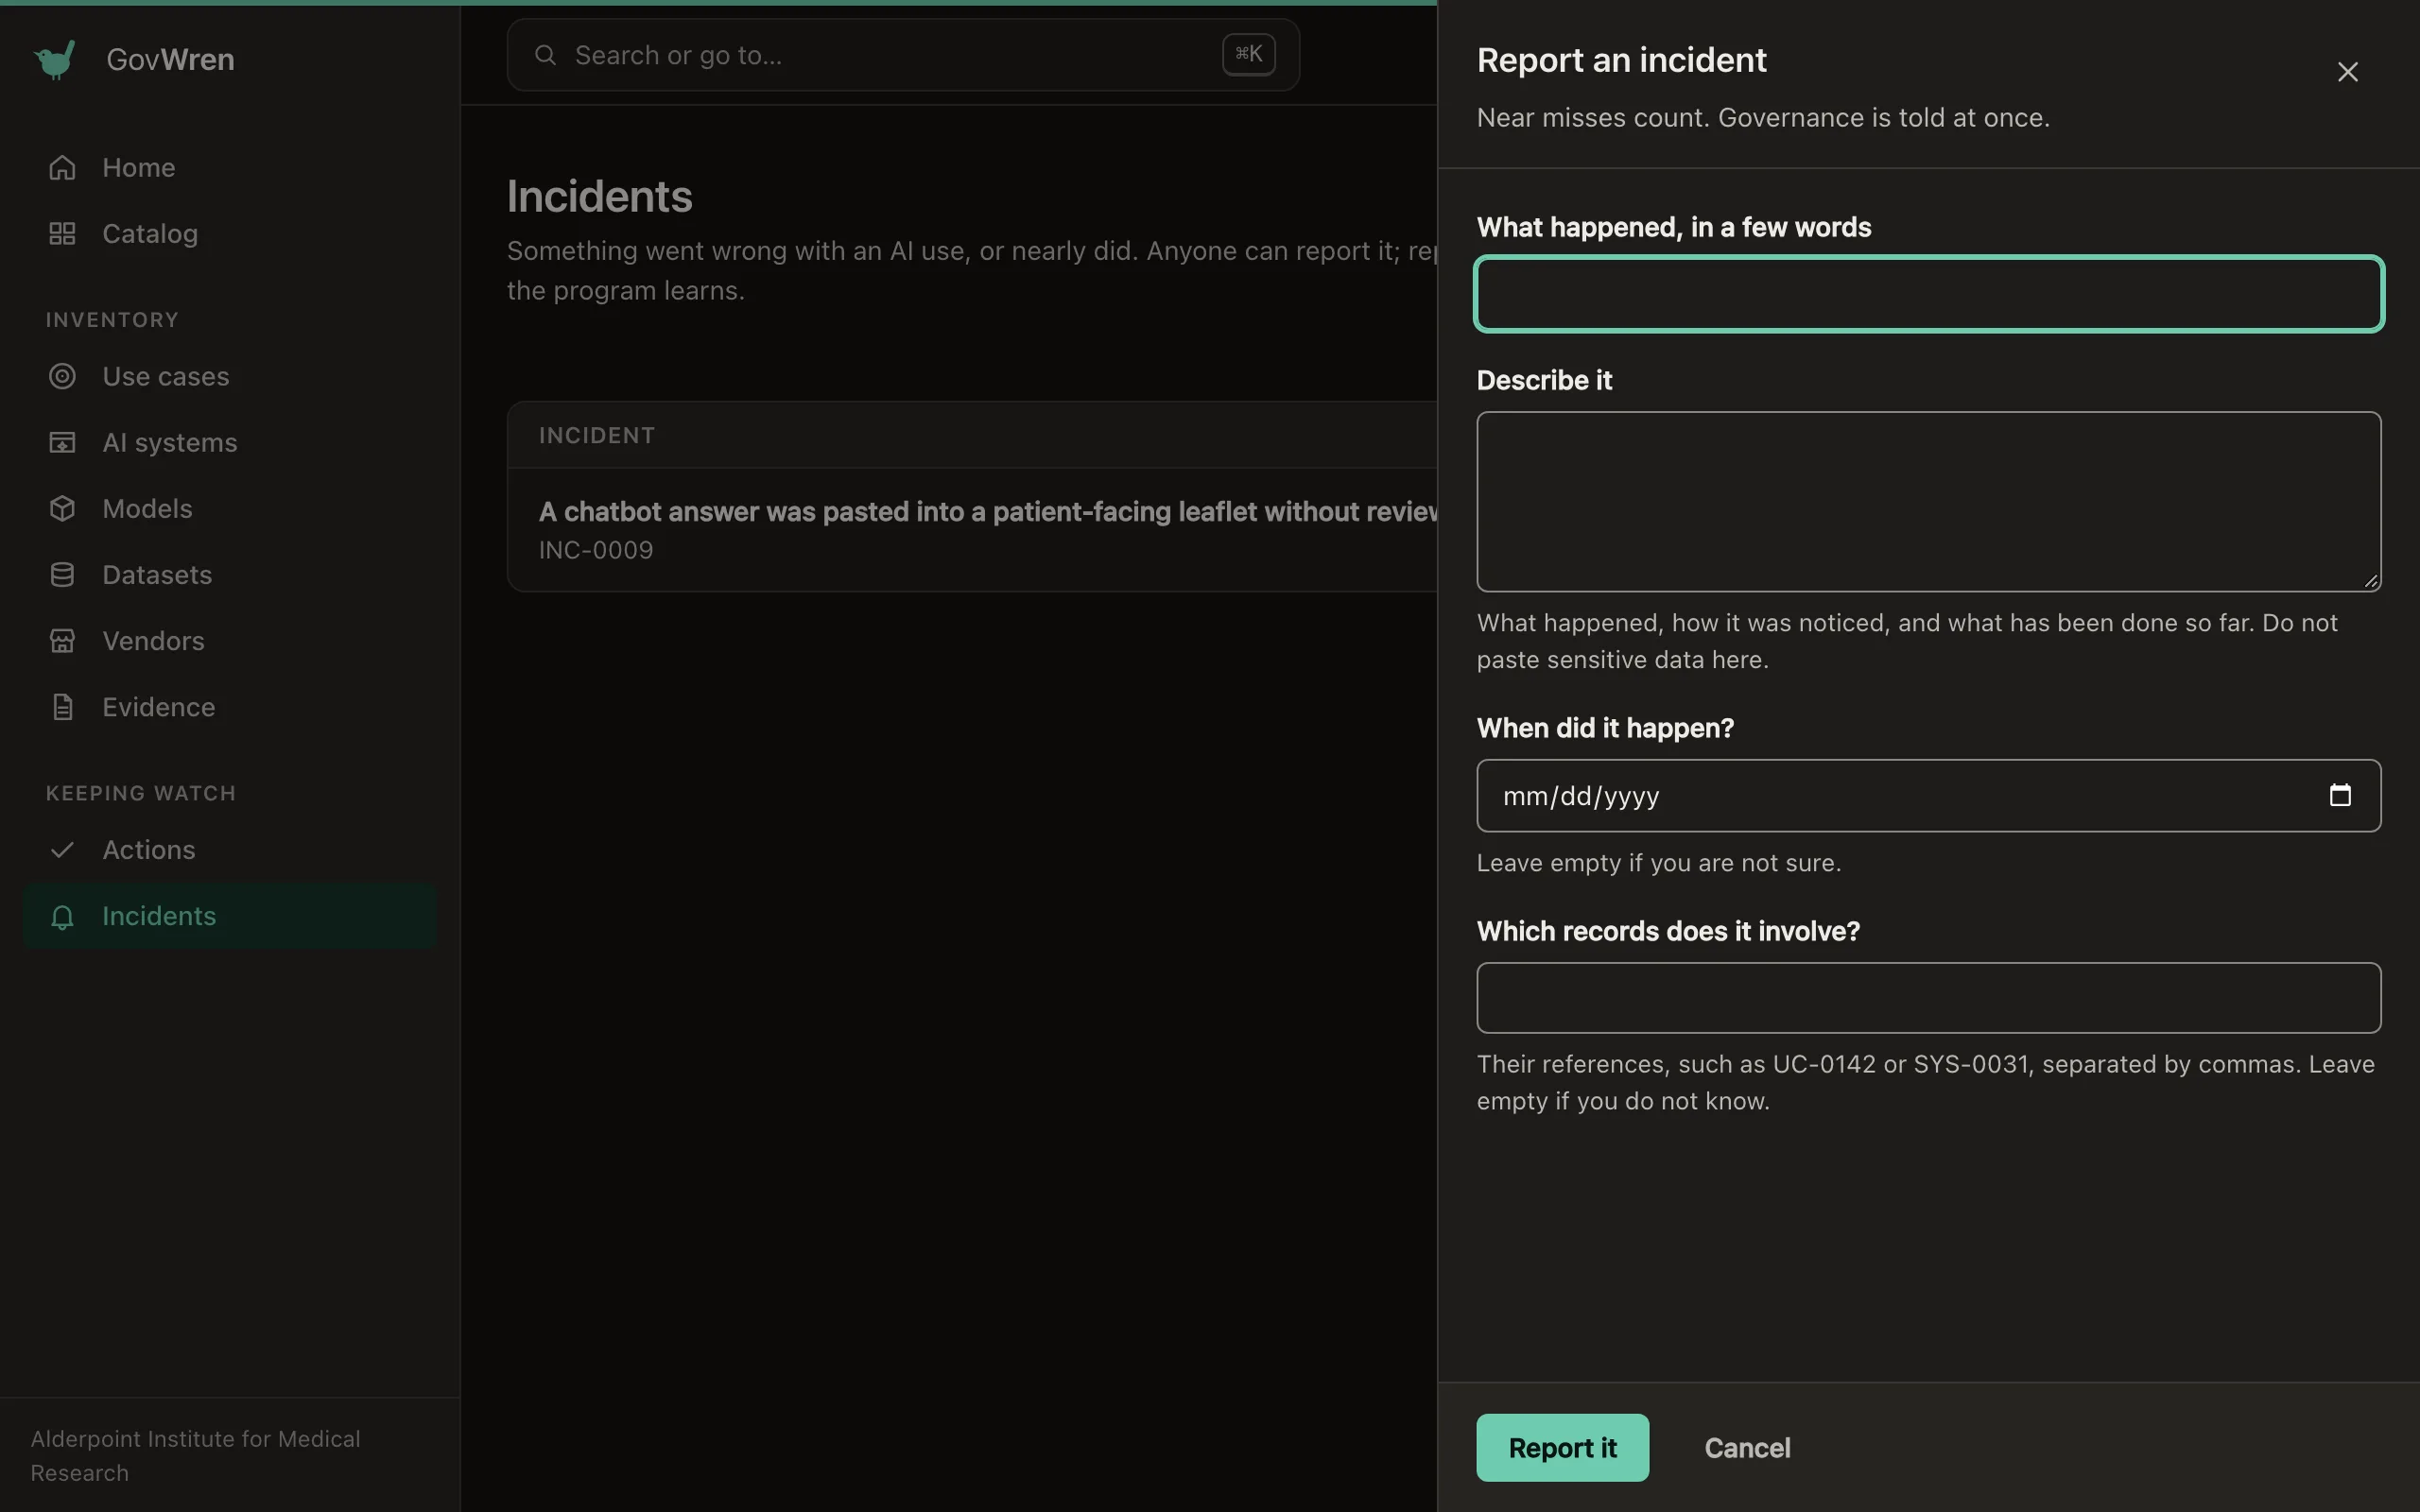 GovWren
Home
Catalog
INVENTORY
Use cases
AI systems
Models
Datasets
Vendors
Evidence
KEEPING WATCH
Actions
Incidents
Alderpoint Institute for Medical
Research
Search or go to...
⌘K
Incidents
Something went wrong with an AI use, or nearly did. Anyone can report it;
the program learns.
INCIDENT
A chatbot answer was pasted into a patient-facing leaflet without review
INC-0009
Report an incident
Near misses count. Governance is told at once.
What happened, in a few words
Describe it
What happened, how it was noticed, and what has been done so far. Do not
paste sensitive data here.
When did it happen?
mm/dd/yyyy
Leave empty if you are not sure.
Which records does it involve?
Their references, such as UC-0142 or SYS-0031, separated by commas. Leave
empty if you do not know.
Report it
Cancel